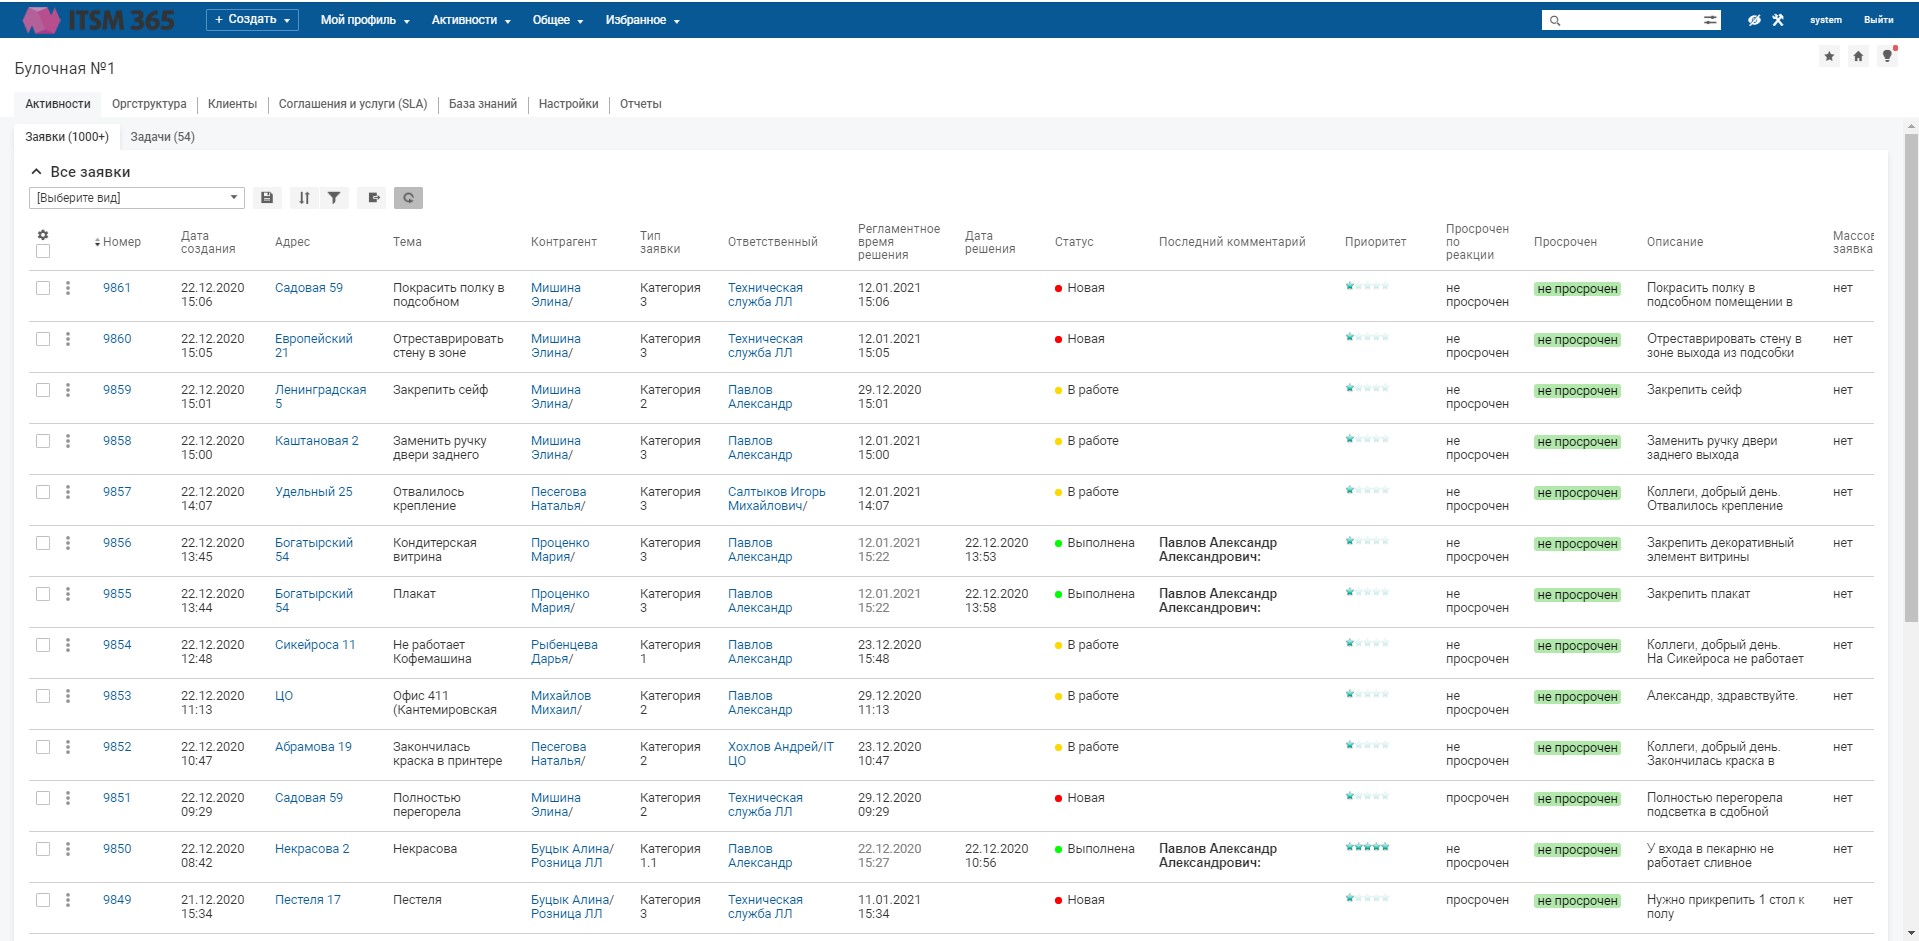 ITSM 365 + Создать Мой профиль Активности Общее Избранное system Выйти
Булочная №1
Активности Оргструктура Клиенты Соглашения и услуги (SLA) База знаний Настройки Отчеты
Заявки (1000+) Задачи (54)
Все заявки
[Выберите вид]
Номер Дата создания Адрес Тема Контрагент Тип заявки Ответственный Регламентное время решения Дата решения Статус Последний комментарий Приоритет Просрочен по реакции Просрочен Описание Массов заявка
9861 22.12.2020 Садовая 59 Покрасить полку в Мишина Категория Техническая 12.01.2021 Новая не не просрочен Покрасить полку в нет
15:06 подсобном Элина/ 3 служба ЛЛ 15:06 просрочен подсобном помещении в
9860 22.12.2020 Европейский Отреставрировать Мишина Категория Техническая 12.01.2021 Новая не не просрочен Отреставрировать стену в нет
15:05 21 стену в зоне Элина/ 3 служба ЛЛ 15:05 просрочен зоне выхода из подсобки
9859 22.12.2020 Ленинградская Закрепить сейф Мишина Категория Павлов 29.12.2020 В работе не не просрочен Закрепить сейф нет
15:01 5 Элина/ 2 Александр 15:01 просрочен
9858 22.12.2020 Каштановая 2 Заменить ручку Мишина Категория Павлов 12.01.2021 В работе не не просрочен Заменить ручку двери нет
15:00 двери заднего Элина/ 3 Александр 15:00 просрочен заднего выхода
9857 22.12.2020 Удельный 25 Отвалилось Песегова Категория Салтыков Игорь 12.01.2021 В работе не не просрочен Коллеги, добрый день. нет
14:07 крепление Наталья/ 3 Михайлович/ 14:07 просрочен Отвалилось крепление
9856 22.12.2020 Богатырский Кондитерская Проценко Категория Павлов 12.01.2021 22.12.2020 Выполнена Павлов Александр не не просрочен Закрепить декоративный нет
13:45 54 витрина Мария/ 3 Александр 15:22 13:53 Александрович: просрочен элемент витрины
9855 22.12.2020 Богатырский Плакат Проценко Категория Павлов 12.01.2021 22.12.2020 Выполнена Павлов Александр не не просрочен Закрепить плакат нет
13:44 54 Мария/ 3 Александр 15:22 13:58 Александрович: просрочен
9854 22.12.2020 Сикейроса 11 Не работает Рыбенцева Категория Павлов 23.12.2020 В работе не не просрочен Коллеги, добрый день. нет
12:48 Кофемашина Дарья/ 1 Александр 15:48 просрочен На Сикейроса не работает
9853 22.12.2020 ЦО Офис 411 Михайлов Категория Павлов 29.12.2020 В работе не не просрочен Александр, здравствуйте. нет
11:13 (Кантемировская Михаил/ 2 Александр 11:13 просрочен
9852 22.12.2020 Абрамова 19 Закончилась Песегова Категория Хохлов Андрей/IT 23.12.2020 В работе не не просрочен Коллеги, добрый день. нет
10:47 краска в принтере Наталья/ 2 ЦО 10:47 просрочен Закончилась краска в
9851 22.12.2020 Садовая 59 Полностью Мишина Категория Техническая 29.12.2020 Новая просрочен не просрочен Полностью перегорела нет
09:29 перегорела Элина/ 2 служба ЛЛ 09:29 подсветка в сдобной
9850 22.12.2020 Некрасова 2 Некрасова Буцык Алина/ Категория Павлов 22.12.2020 22.12.2020 Выполнена Павлов Александр не не просрочен У входа в пекарню не нет
08:42 Розница ЛЛ 1.1 Александр 15:27 10:56 Александрович: просрочен работает сливное
9849 21.12.2020 Пестеля 17 Пестеля Буцык Алина/ Категория Техническая 11.01.2021 Новая просрочен не просрочен Нужно прикрепить 1 стол к нет
15:34 Розница ЛЛ 3 служба ЛЛ 15:34 полу